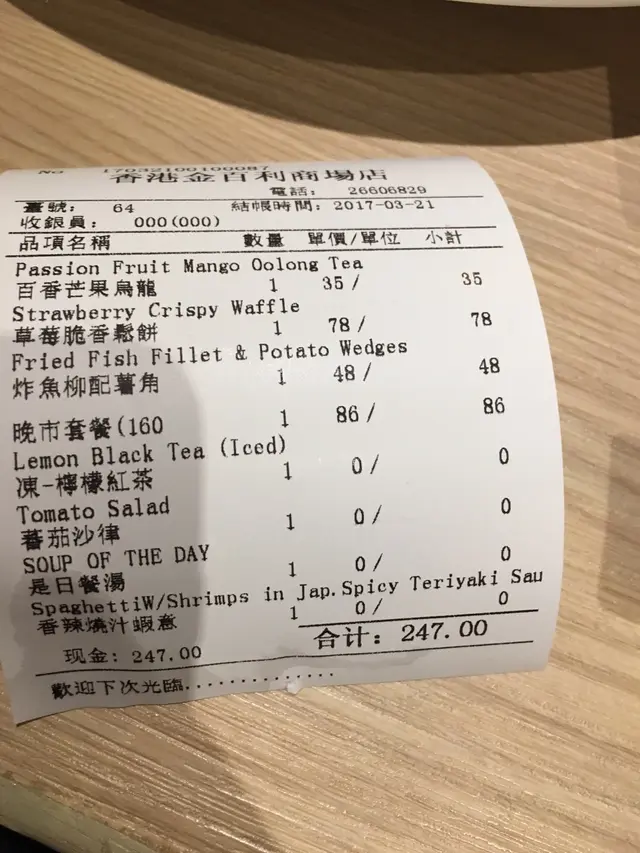 No 17032100100087
香港金百利商場店
電話: 26606829
臺號: 64 結帳時間: 2017-03-21
收銀員: 000(000)
品項名稱 數量 單價/單位 小計
Passion Fruit Mango Oolong Tea
百香芒果烏龍 1 35/ 35
Strawberry Crispy Waffle
草莓脆香鬆餅 1 78/ 78
Fried Fish Fillet & Potato Wedges
炸魚柳配薯角 1 48/ 48
晚市套餐(160 1 86/ 86
Lemon Black Tea (Iced)
凍-檸檬紅茶 1 0/ 0
Tomato Salad
蕃茄沙律 1 0/ 0
SOUP OF THE DAY
是日餐湯 1 0/ 0
SpaghettiW/Shrimps in Jap.Spicy Teriyaki Sau
香辣燒汁蝦意 1 0/ 0
合计: 247.00
现金: 247.00
歡迎下次光臨..............